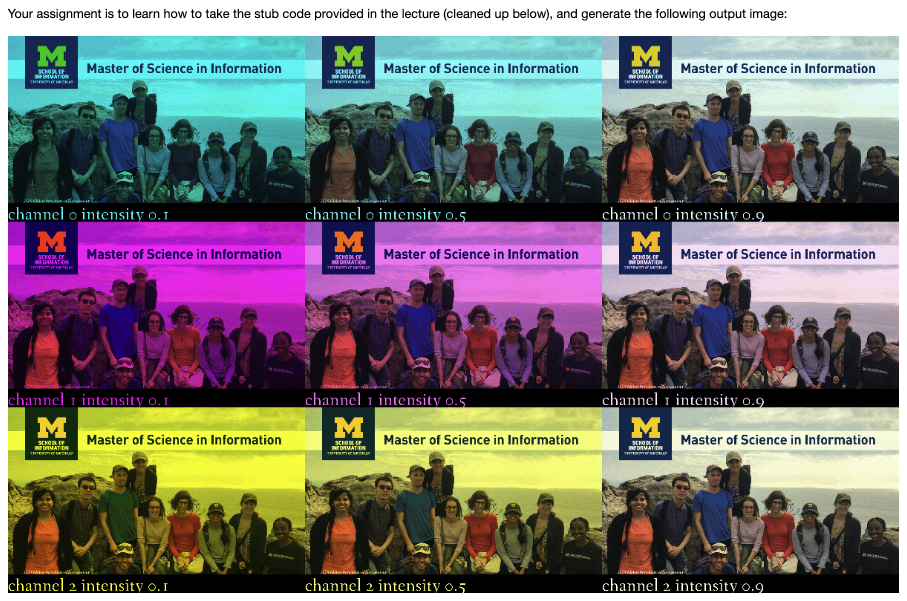 Your assignment is to learn how to take the stub code provided in the lecture (cleaned up below), and generate the following output image:
M
SCHOOL OF
INFORMATION
UNIVERSITY OF MICHIGAN
Master of Science in Information
channel 0 intensity 0.1
M
SCHOOL OF
INFORMATION
UNIVERSITY OF MICHIGAN
Master of Science in Information
channel 0 intensity 0.5
M
SCHOOL OF
INFORMATION
UNIVERSITY OF MICHIGAN
Master of Science in Information
channel 0 intensity 0.9
M
SCHOOL OF
INFORMATION
UNIVERSITY OF MICHIGAN
Master of Science in Information
channel 1 intensity 0.1
M
SCHOOL OF
INFORMATION
UNIVERSITY OF MICHIGAN
Master of Science in Information
channel 1 intensity 0.5
M
SCHOOL OF
INFORMATION
UNIVERSITY OF MICHIGAN
Master of Science in Information
channel 1 intensity 0.9
M
SCHOOL OF
INFORMATION
UNIVERSITY OF MICHIGAN
Master of Science in Information
channel 2 intensity 0.1
M
SCHOOL OF
INFORMATION
UNIVERSITY OF MICHIGAN
Master of Science in Information
channel 2 intensity 0.5
M
SCHOOL OF
INFORMATION
UNIVERSITY OF MICHIGAN
Master of Science in Information
channel 2 intensity 0.9